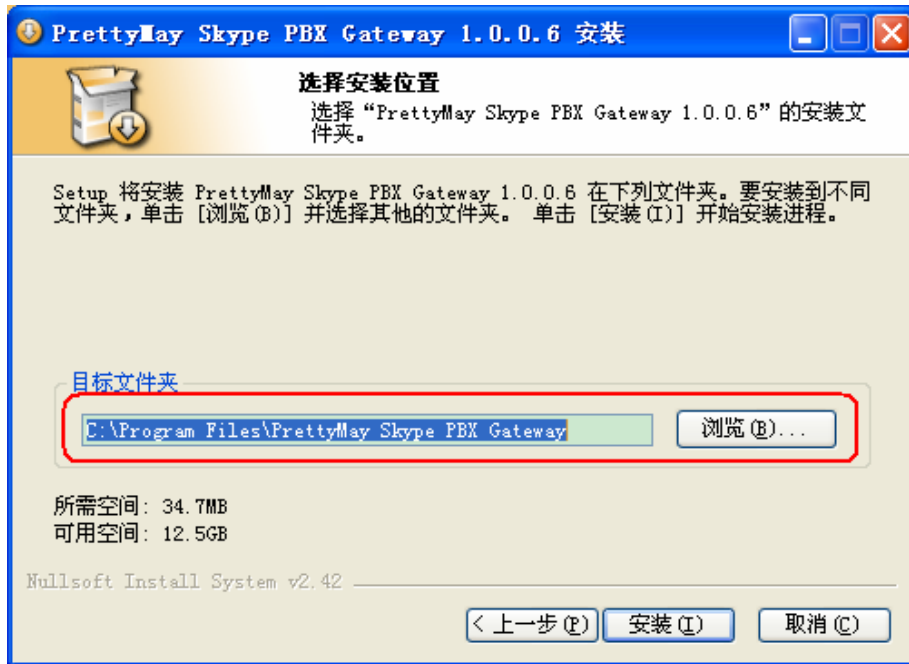 PrettyMay Skype PBX Gateway 1.0.0.6 安装
选择安装位置
选择“PrettyMay Skype PBX Gateway 1.0.0.6”的安装文
件夹。
Setup 将安装 PrettyMay Skype PBX Gateway 1.0.0.6 在下列文件夹。要安装到不同
文件夹，单击 [浏览(B)] 并选择其他的文件夹。 单击 [安装(I)] 开始安装进程。
目标文件夹
C:\Program Files\PrettyMay Skype PBX Gateway
浏览(B)...
所需空间: 34.7MB
可用空间: 12.5GB
Nullsoft Install System v2.42
< 上一步(P) 安装(I) 取消(C)